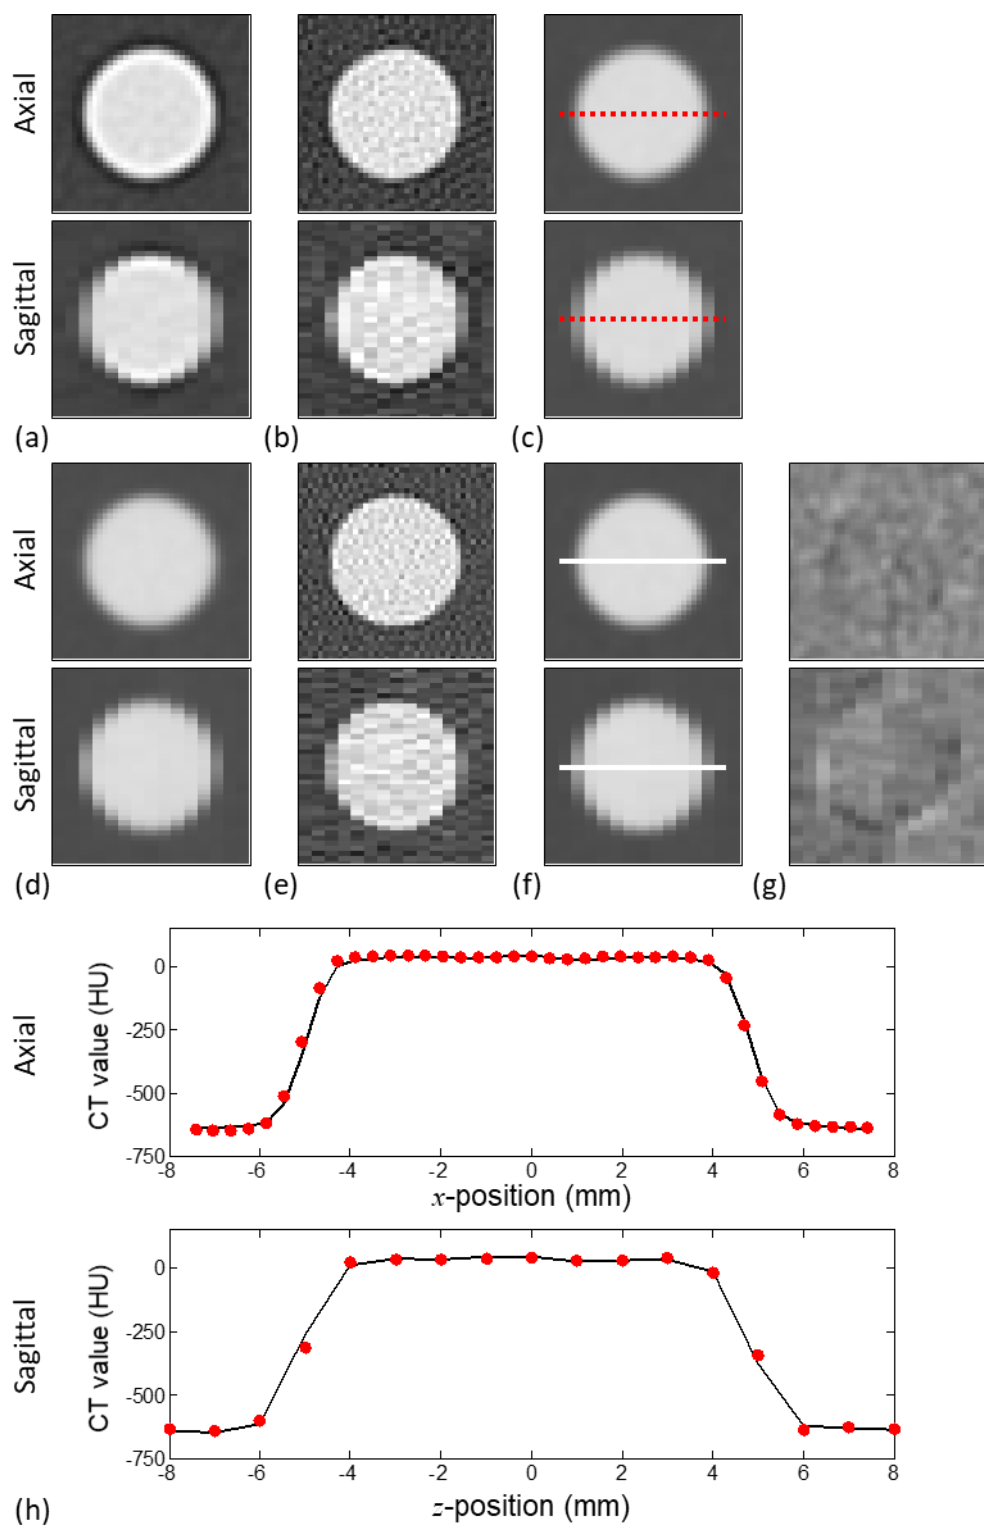 Axial
Sagittal
(a) (b) (c)
Axial
Sagittal
(d) (e) (f) (g)
Axial
CT value (HU)
0
-250
-500
-750
-8 -6 -4 -2 0 2 4 6 8
x-position (mm)
Sagittal
CT value (HU)
0
-250
-500
-750
-8 -6 -4 -2 0 2 4 6 8
z-position (mm)
(h)